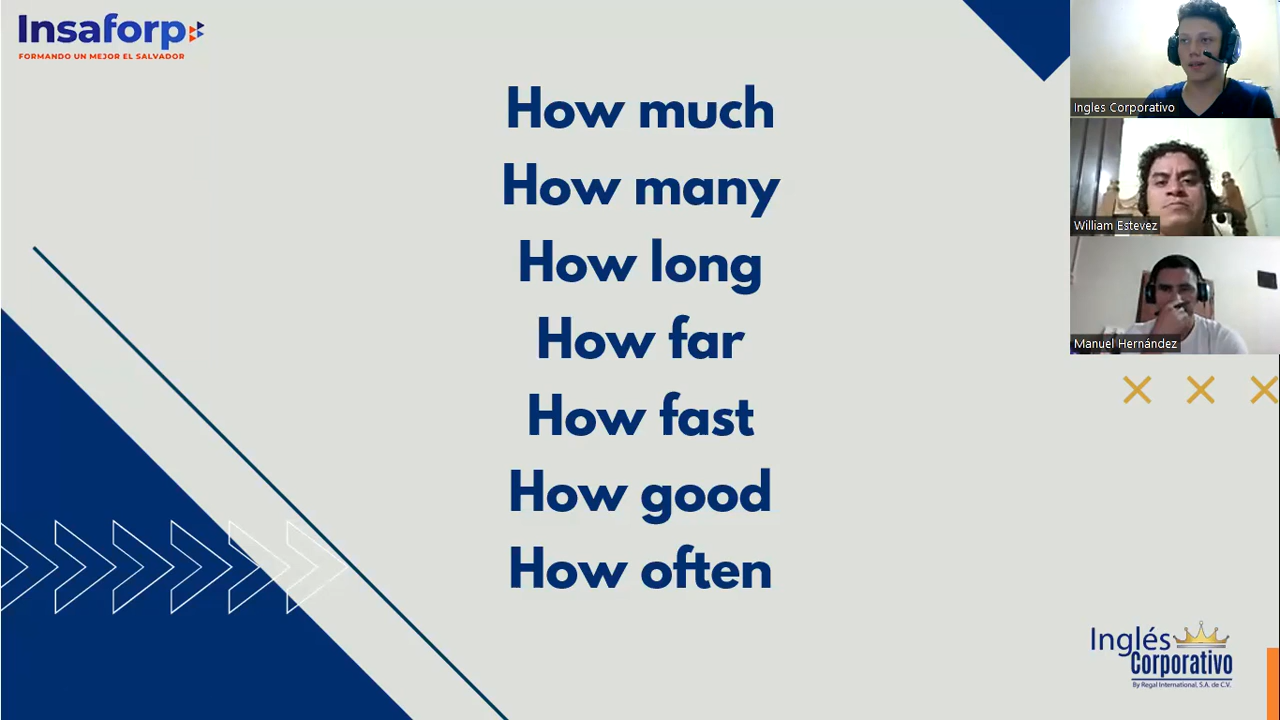 Insaforp
FORMANDO UN MEJOR EL SALVADOR
How much
How many
How long
How far
How fast
How good
How often
Ingles Corporativo
William Estevez
Manuel Hernández
Inglés
Corporativo
By Regal International, S.A. de C.V.